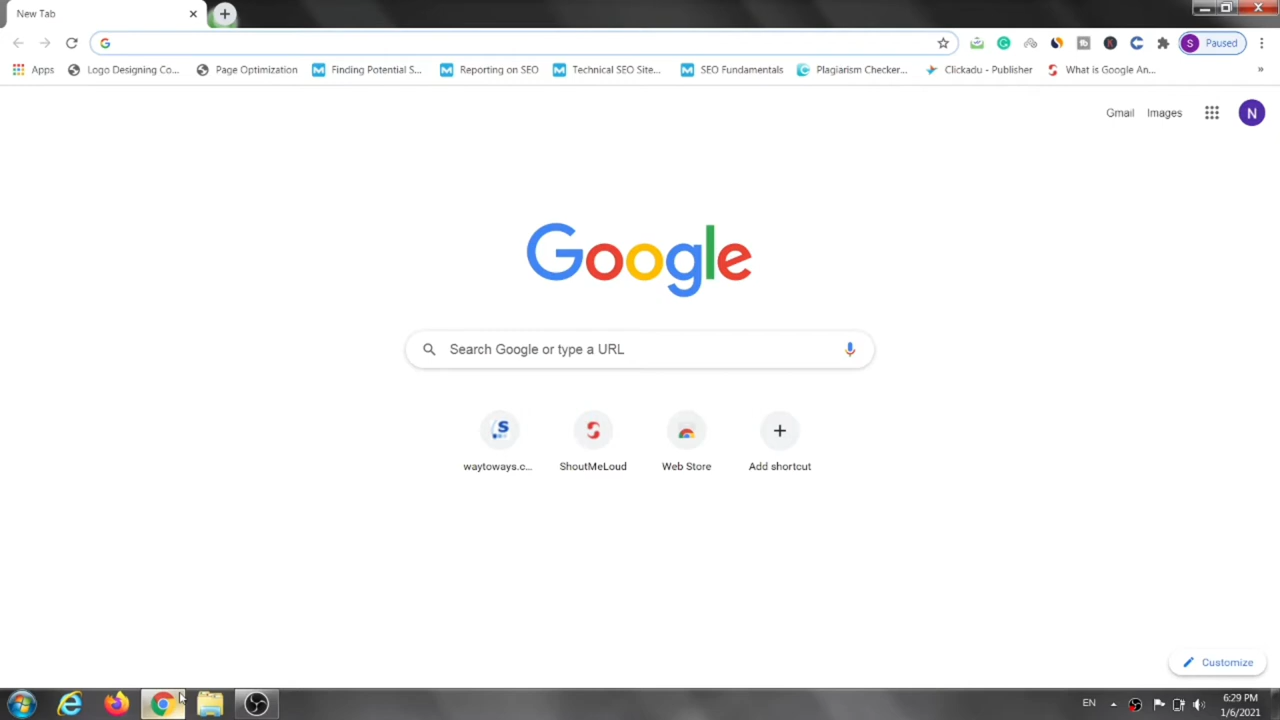 New Tab
S Paused
Apps Logo Designing Co... Page Optimization Finding Potential S... Reporting on SEO Technical SEO Site... SEO Fundamentals Plagiarism Checker... Clickadu - Publisher What is Google An... »
Gmail Images N
Google
Search Google or type a URL
waytoways.c... ShoutMeLoud Web Store Add shortcut
Customize
EN 6:29 PM
1/6/2021